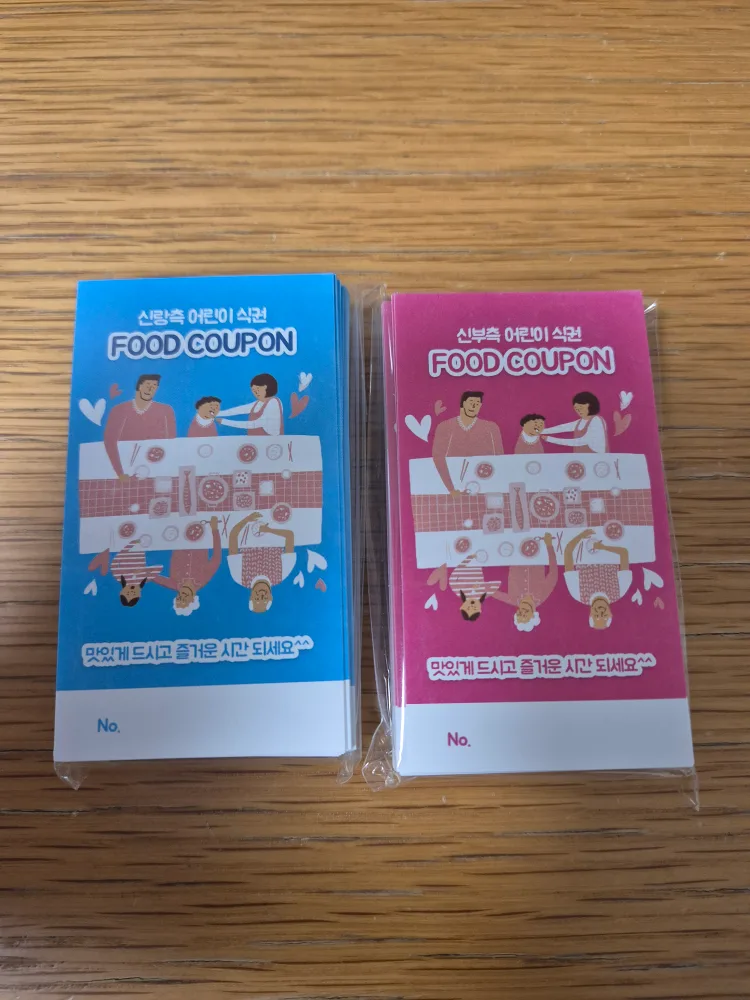 신랑측 어린이 식권
FOOD COUPON
맛있게 드시고 즐거운 시간 되세요^^
No.
신부측 어린이 식권
FOOD COUPON
맛있게 드시고 즐거운 시간 되세요^^
No.